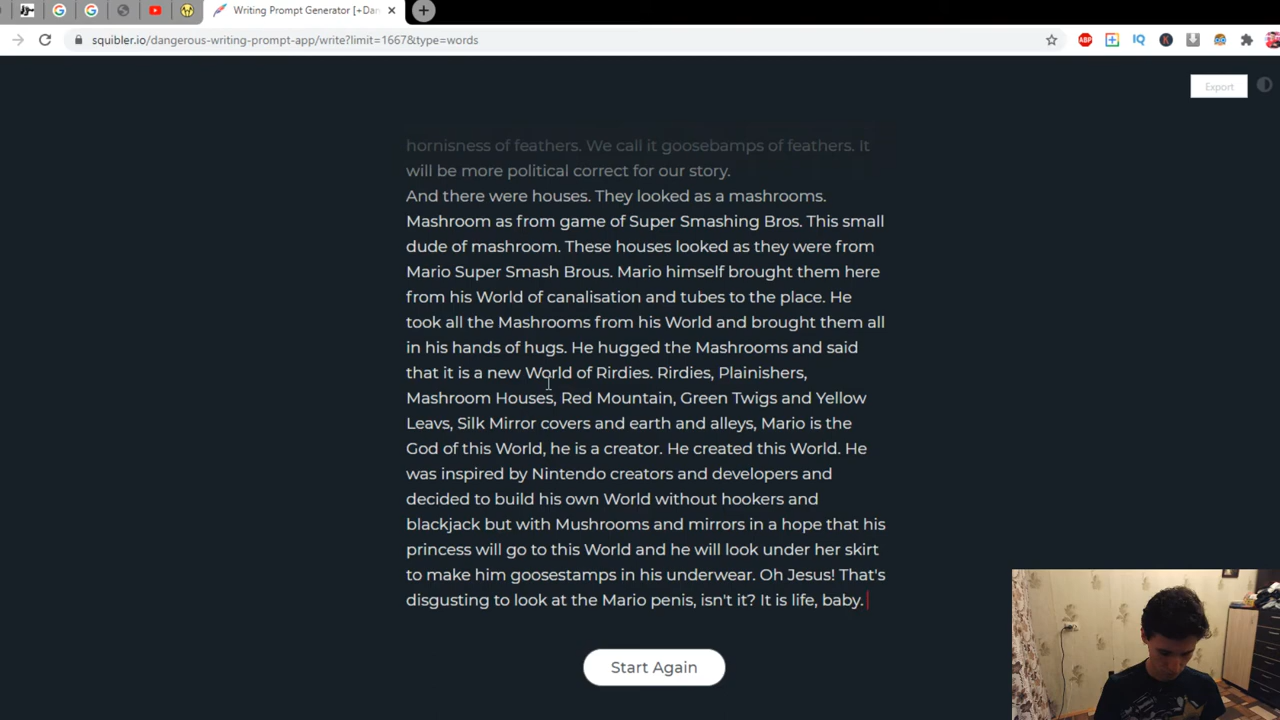 Writing Prompt Generator [+Dan
squibler.io/dangerous-writing-prompt-app/write?limit=1667&type=words
ABP
IQ
K
Export
hornisness of feathers. We call it goosebamps of feathers. It
will be more political correct for our story.
And there were houses. They looked as a mashrooms.
Mashroom as from game of Super Smashing Bros. This small
dude of mashroom. These houses looked as they were from
Mario Super Smash Brous. Mario himself brought them here
from his World of canalisation and tubes to the place. He
took all the Mashrooms from his World and brought them all
in his hands of hugs. He hugged the Mashrooms and said
that it is a new World of Rirdies. Rirdies, Plainishers,
Mashroom Houses, Red Mountain, Green Twigs and Yellow
Leavs, Silk Mirror covers and earth and alleys, Mario is the
God of this World, he is a creator. He created this World. He
was inspired by Nintendo creators and developers and
decided to build his own World without hookers and
blackjack but with Mushrooms and mirrors in a hope that his
princess will go to this World and he will look under her skirt
to make him goosestamps in his underwear. Oh Jesus! That's
disgusting to look at the Mario penis, isn't it? It is life, baby.
Start Again